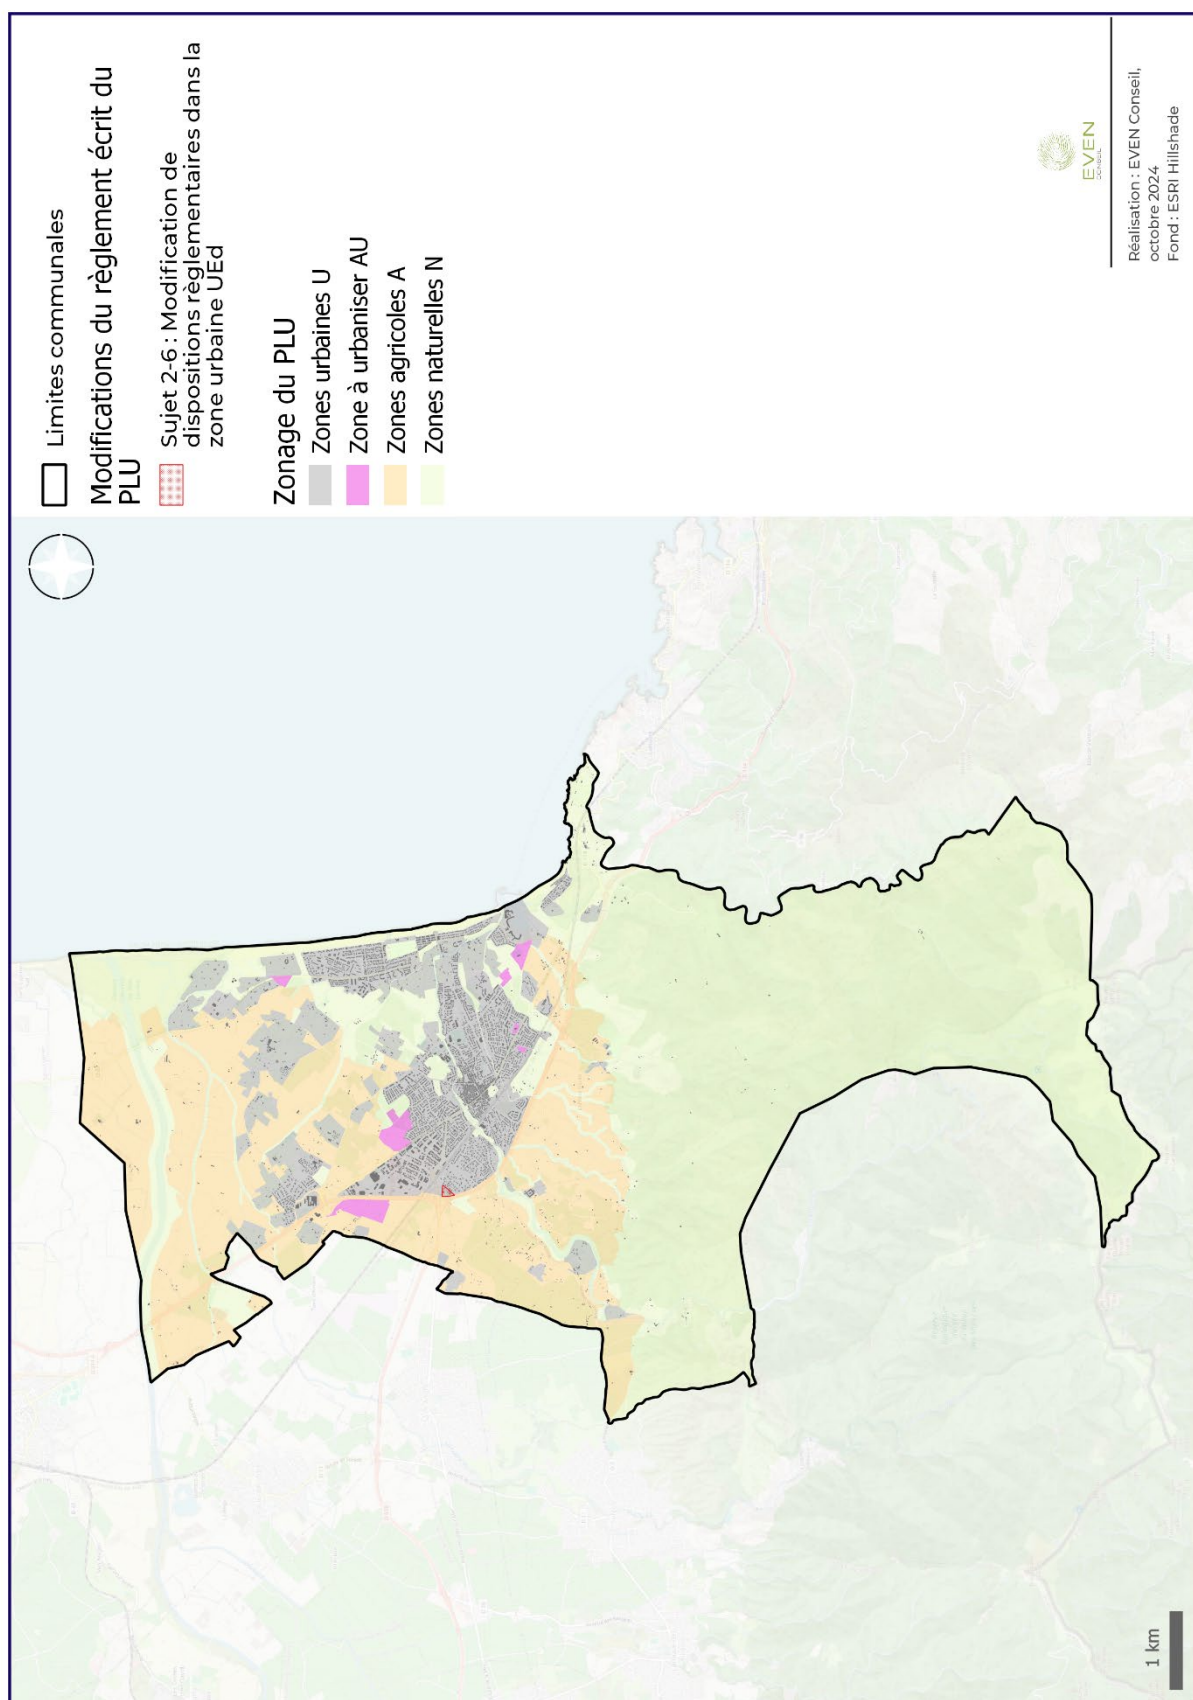 Limites communales
Modifications du règlement écrit du
PLU
Sujet 2-6 : Modification de
dispositions règlementaires dans la
zone urbaine UEd
Zonage du PLU
Zones urbaines U
Zone à urbaniser AU
Zones agricoles A
Zones naturelles N
EVEN
CONSEIL
Réalisation : EVEN Conseil,
octobre 2024
Fond : ESRI Hillshade
1 km